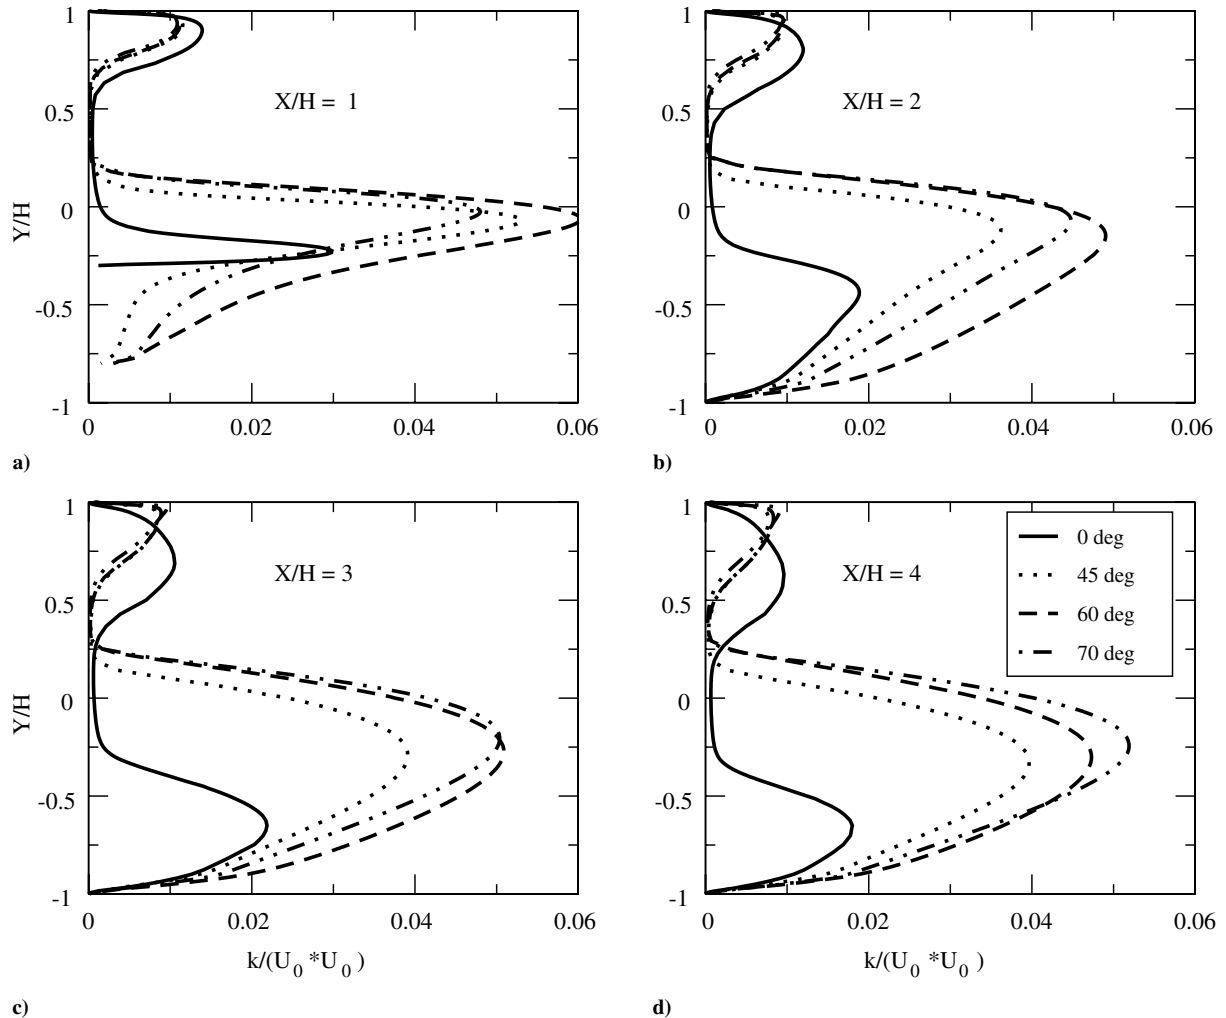 1
0.5
0
-0.5
-1
Y/H
X/H = 1
0
0.02
0.04
0.06
a)
1
0.5
0
-0.5
-1
X/H = 2
0
0.02
0.04
0.06
b)
1
0.5
0
-0.5
-1
Y/H
X/H = 3
0
0.02
0.04
0.06
k/(U₀ *U₀ )
c)
1
0.5
0
-0.5
-1
X/H = 4
0 deg
45 deg
60 deg
70 deg
0
0.02
0.04
0.06
k/(U₀ *U₀ )
d)